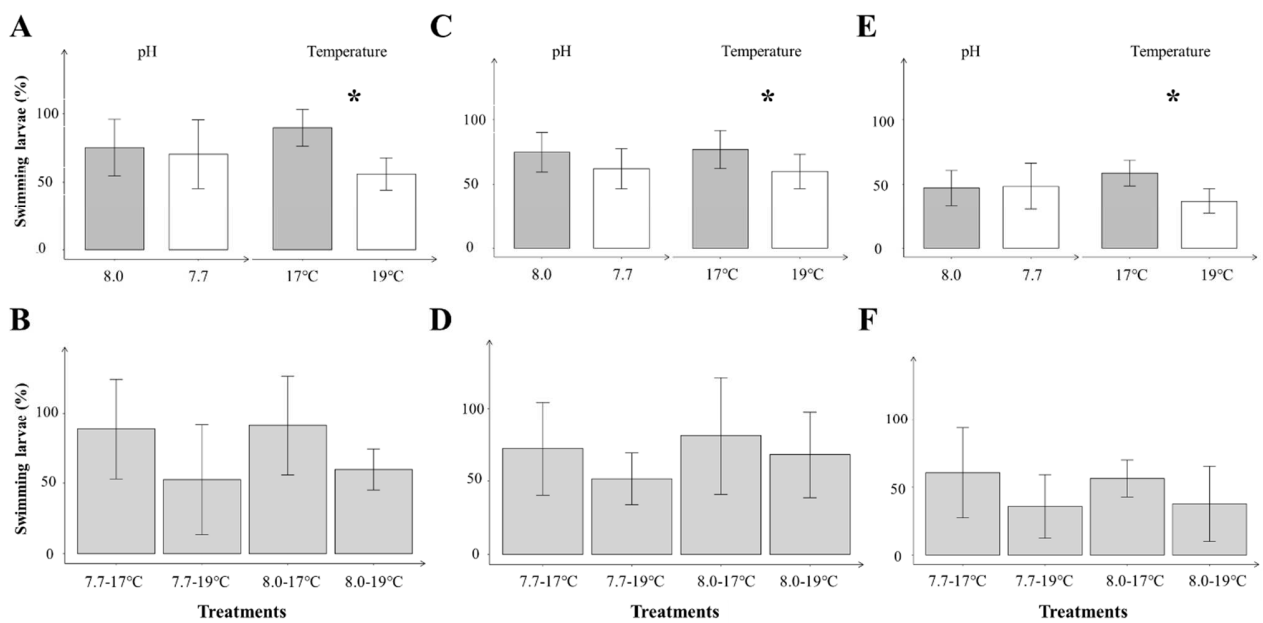 A
pH
Temperature
*
Swimming larvae (%)
100
50
0
8.0
7.7
17°C
19°C
C
pH
Temperature
*
100
50
0
8.0
7.7
17°C
19°C
E
pH
Temperature
*
100
50
0
8.0
7.7
17°C
19°C
B
Swimming larvae (%)
100
50
0
7.7-17°C
7.7-19°C
8.0-17°C
8.0-19°C
Treatments
D
100
50
0
7.7-17°C
7.7-19°C
8.0-17°C
8.0-19°C
Treatments
F
100
50
0
7.7-17°C
7.7-19°C
8.0-17°C
8.0-19°C
Treatments